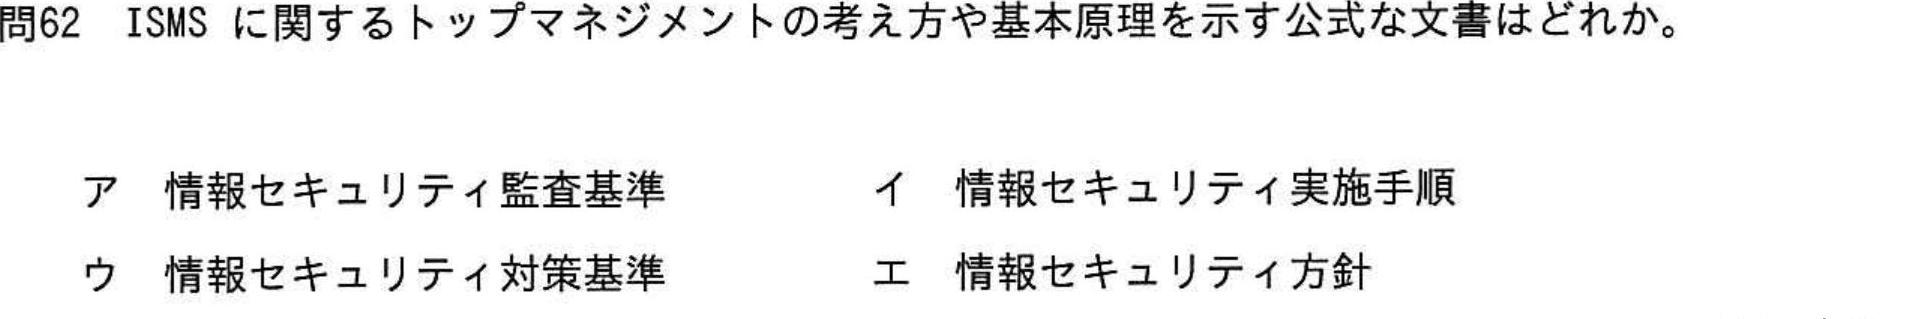 問62 ISMS に関するトップマネジメントの考え方や基本原理を示す公式な文書はどれか。
ア 情報セキュリティ監査基準 イ 情報セキュリティ実施手順
ウ 情報セキュリティ対策基準 エ 情報セキュリティ方針